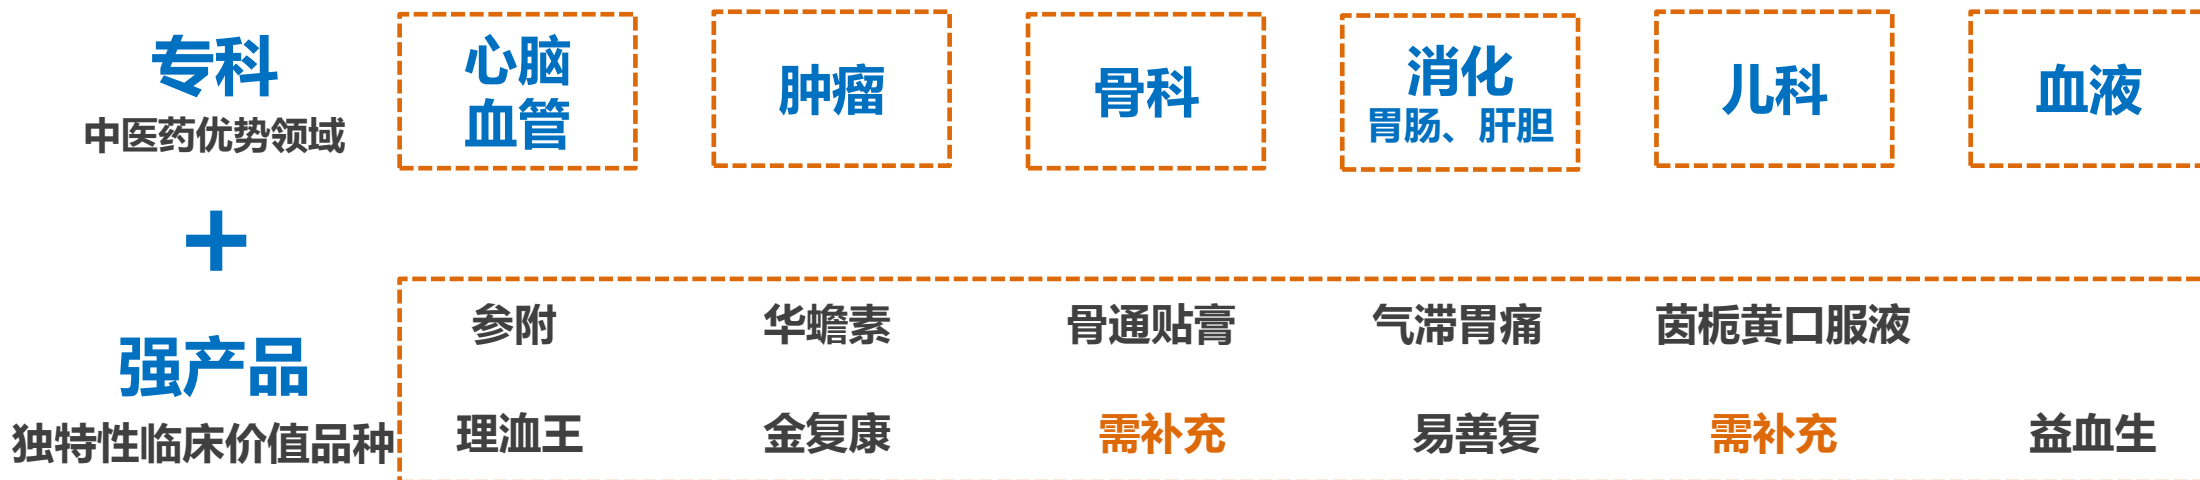 专科
中医药优势领域
心脑
血管
肿瘤
骨科
消化
胃肠、肝胆
儿科
血液
+
强产品
独特性临床价值品种
参附 华蟾素 骨通贴膏 气滞胃痛 茵栀黄口服液
理洫王 金复康 需补充 易善复 需补充 益血生